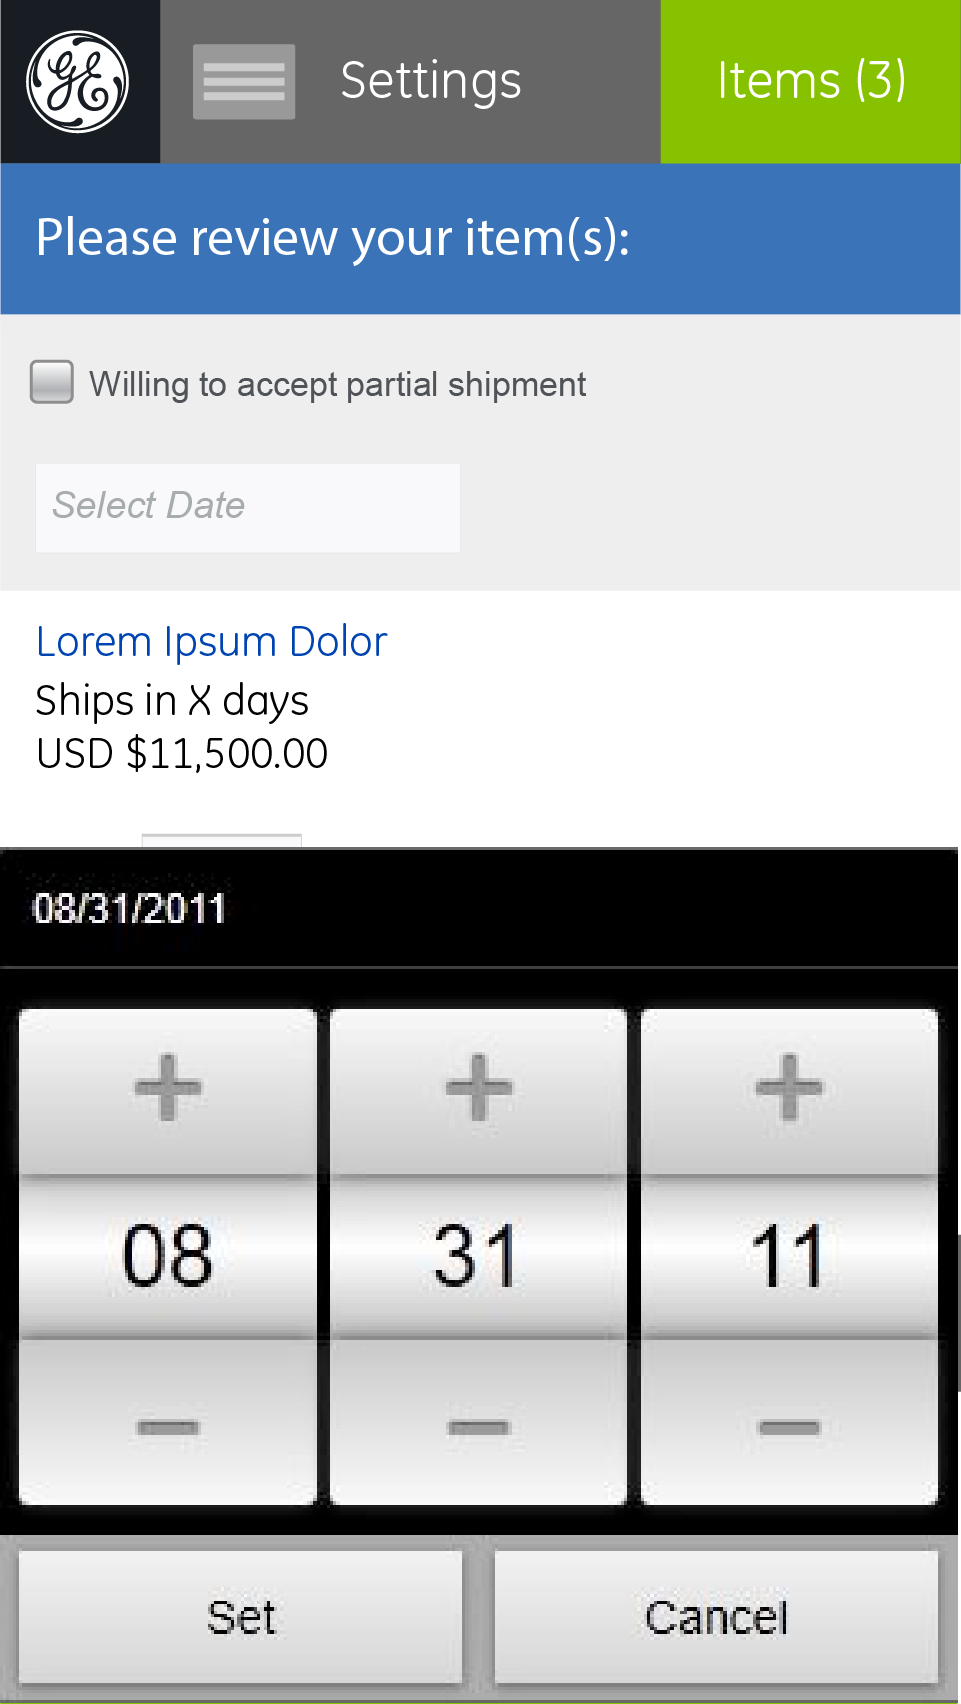 GE
Settings
Items (3)
Please review your item(s):
Willing to accept partial shipment
Select Date
Lorem Ipsum Dolor
Ships in X days
USD $11,500.00
08/31/2011
+ + +
08 31 11
− − −
Set Cancel